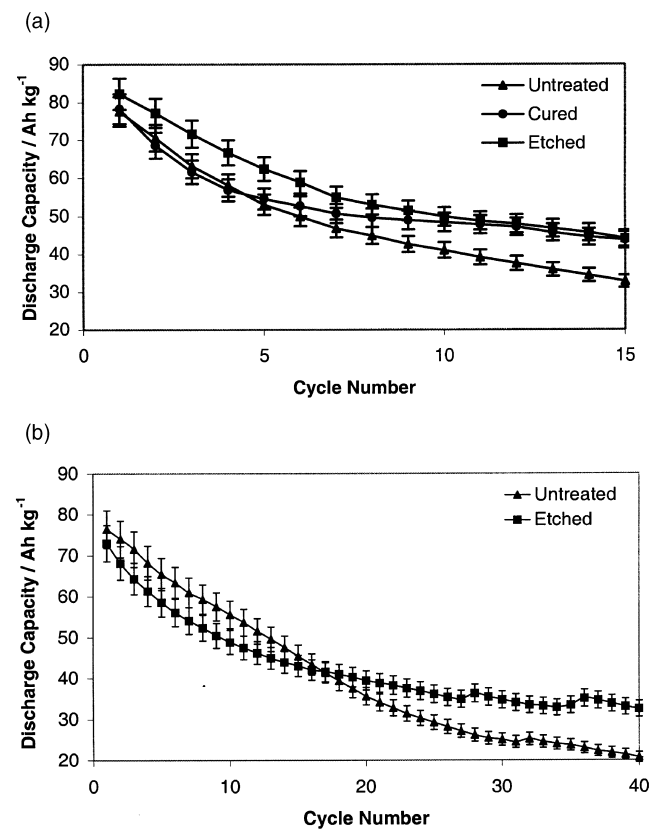 (a)
90
80
70
60
50
40
30
20
Discharge Capacity / Ah kg⁻¹
Untreated
Cured
Etched
0
5
10
15
Cycle Number
(b)
90
80
70
60
50
40
30
20
Discharge Capacity / Ah kg⁻¹
Untreated
Etched
0
10
20
30
40
Cycle Number